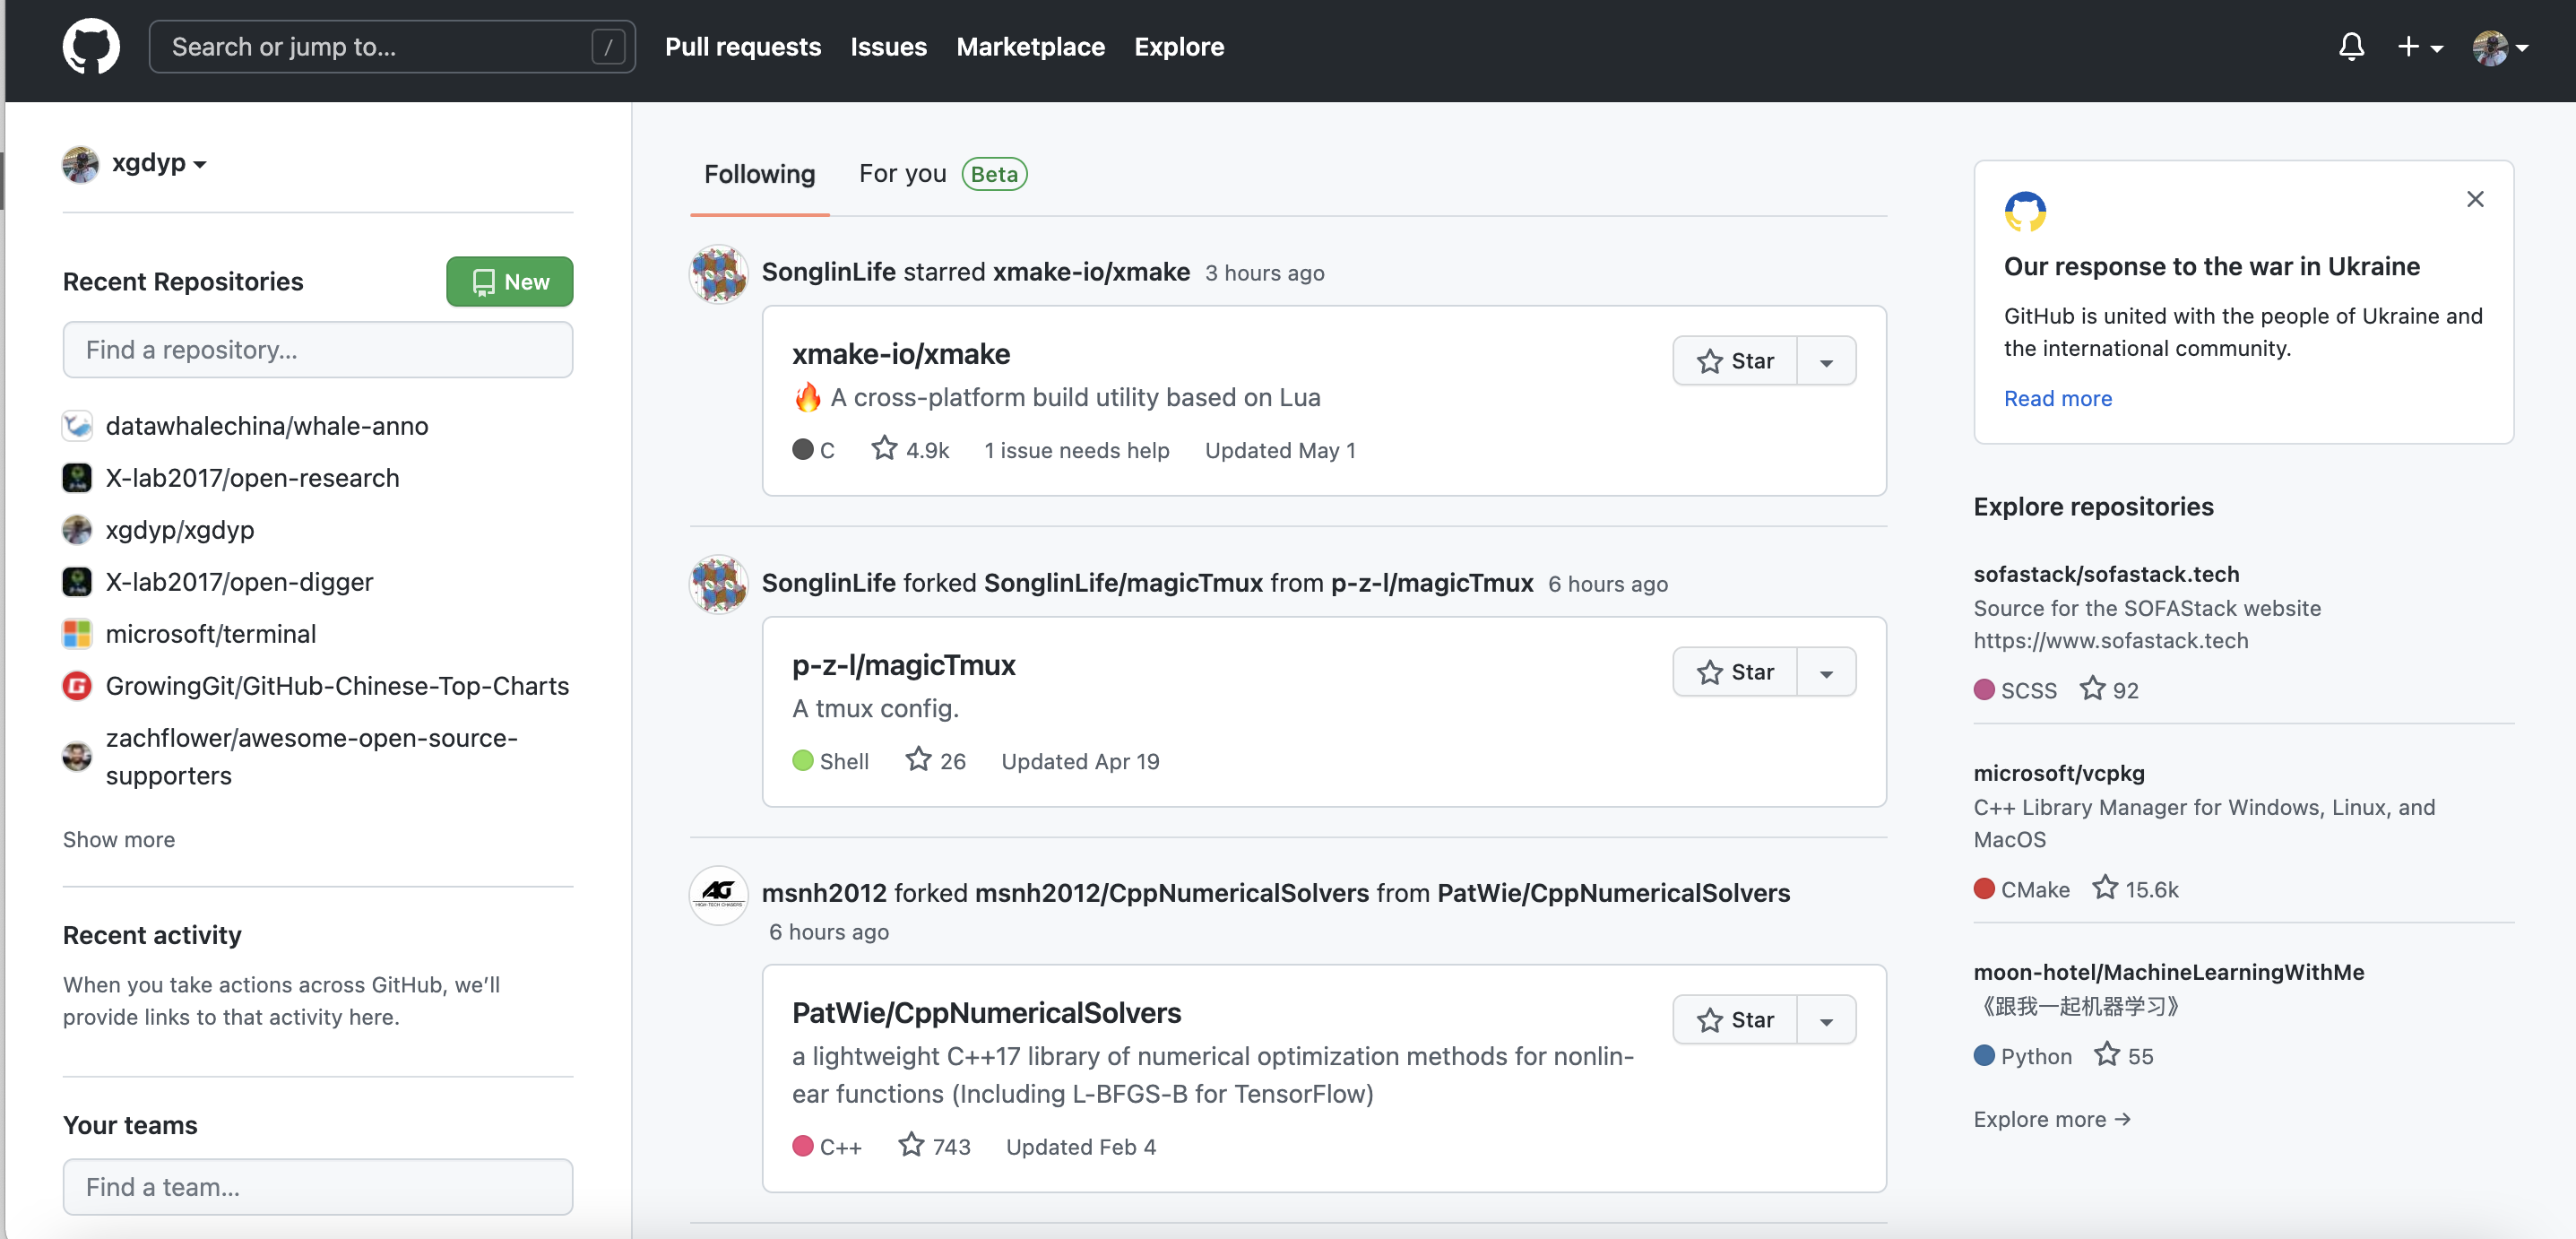 Search or jump to... /
Pull requests Issues Marketplace Explore
xgdyp
Recent Repositories
New
Find a repository...
datawhalechina/whale-anno
X-lab2017/open-research
xgdyp/xgdyp
X-lab2017/open-digger
microsoft/terminal
GrowingGit/GitHub-Chinese-Top-Charts
zachflower/awesome-open-source-
supporters
Show more
Recent activity
When you take actions across GitHub, we’ll
provide links to that activity here.
Your teams
Find a team...
Following For you Beta
SonglinLife starred xmake-io/xmake 3 hours ago
xmake-io/xmake
Star
🔥 A cross-platform build utility based on Lua
C 4.9k 1 issue needs help Updated May 1
SonglinLife forked SonglinLife/magicTmux from p-z-l/magicTmux 6 hours ago
p-z-l/magicTmux
Star
A tmux config.
Shell 26 Updated Apr 19
AG
HIGH-TECH CHASERS
msnh2012 forked msnh2012/CppNumericalSolvers from PatWie/CppNumericalSolvers
6 hours ago
PatWie/CppNumericalSolvers
Star
a lightweight C++17 library of numerical optimization methods for nonlin-
ear functions (Including L-BFGS-B for TensorFlow)
C++ 743 Updated Feb 4
Our response to the war in Ukraine
GitHub is united with the people of Ukraine and
the international community.
Read more
Explore repositories
sofastack/sofastack.tech
Source for the SOFAStack website
https://www.sofastack.tech
SCSS 92
microsoft/vcpkg
C++ Library Manager for Windows, Linux, and
MacOS
CMake 15.6k
moon-hotel/MachineLearningWithMe
《跟我一起机器学习》
Python 55
Explore more →